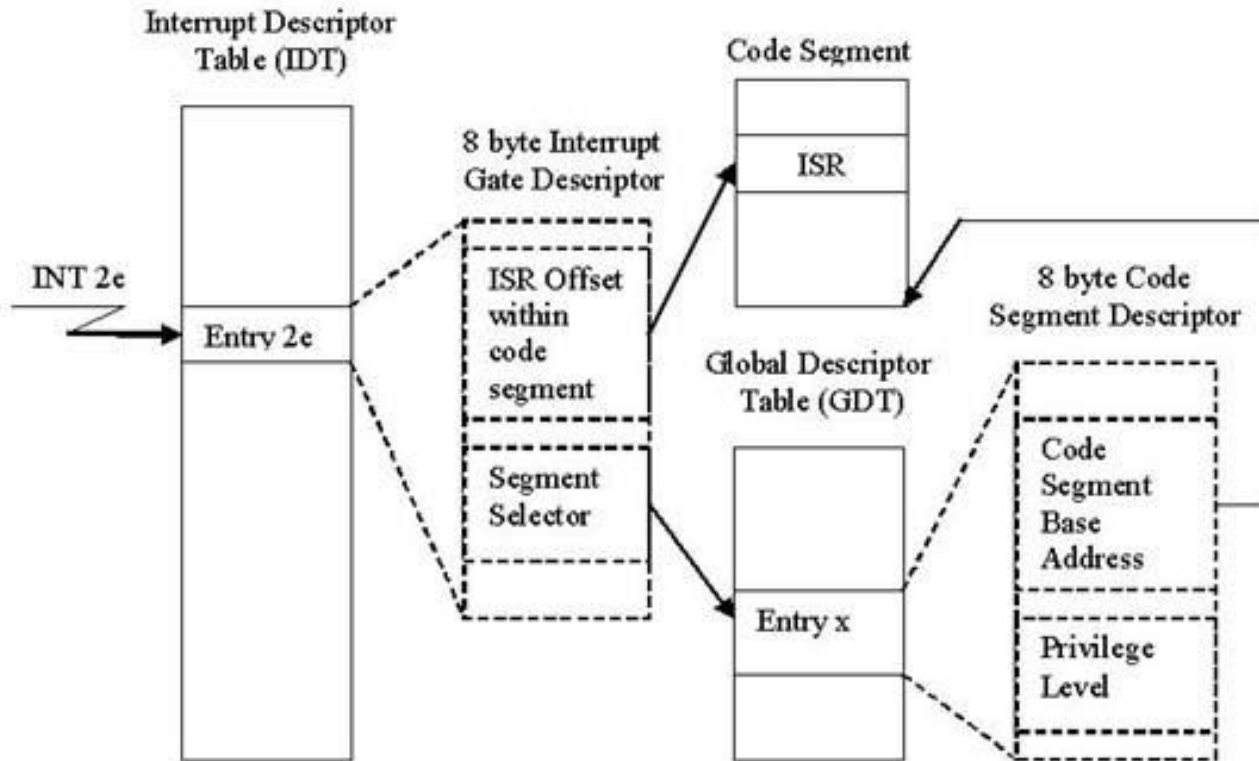 Interrupt Descriptor
Table (IDT)
INT 2e
Entry 2e
8 byte Interrupt
Gate Descriptor
ISR Offset
within
code
segment
Segment
Selector
Code Segment
ISR
Global Descriptor
Table (GDT)
Entry x
8 byte Code
Segment Descriptor
Code
Segment
Base
Address
Privilege
Level